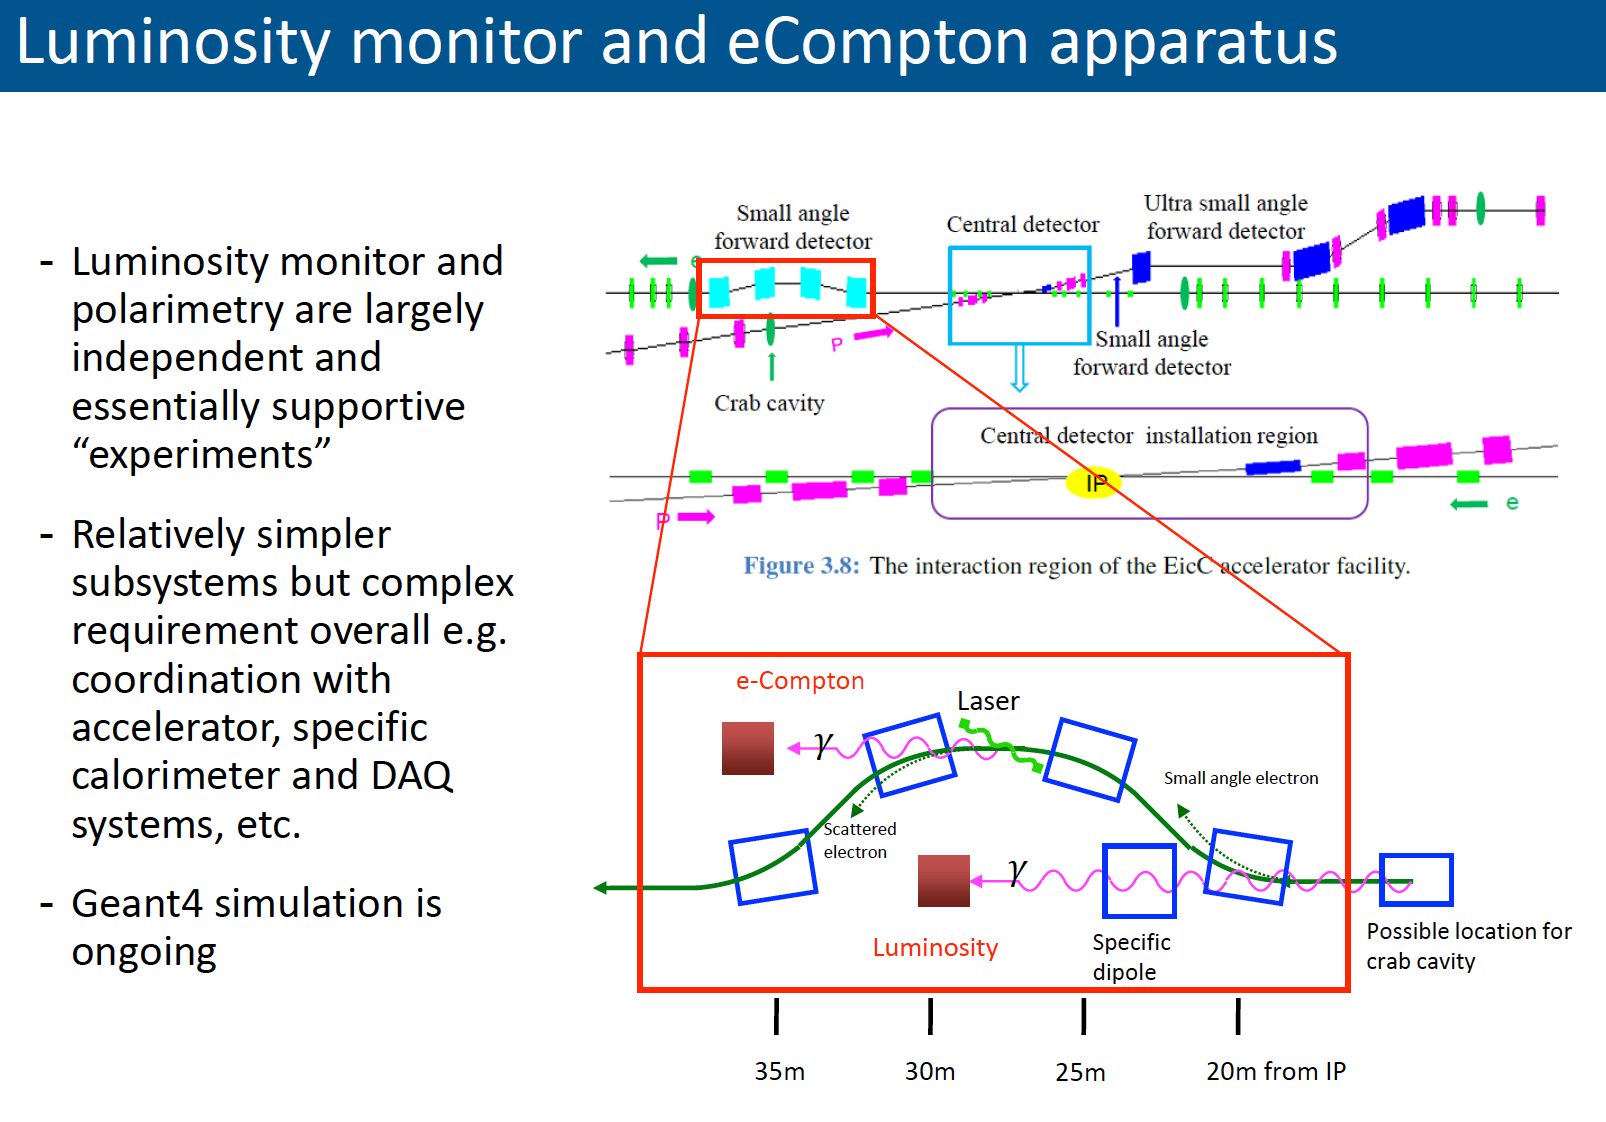 Luminosity monitor and eCompton apparatus
- Luminosity monitor and
polarimetry are largely
independent and
essentially supportive
“experiments”
- Relatively simpler
subsystems but complex
requirement overall e.g.
coordination with
accelerator, specific
calorimeter and DAQ
systems, etc.
- Geant4 simulation is
ongoing
Small angle
forward detector
Central detector
Ultra small angle
forward detector
e
P
Small angle
forward detector
Crab cavity
Central detector installation region
IP
P
e
Figure 3.8: The interaction region of the EicC accelerator facility.
e-Compton
Laser
γ
Small angle electron
Scattered
electron
γ
Luminosity
Specific
dipole
Possible location for
crab cavity
35m
30m
25m
20m from IP